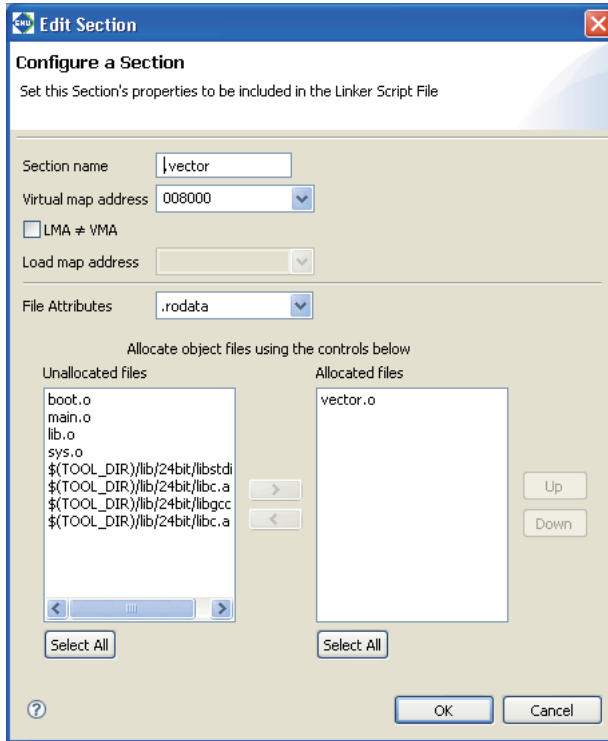 GNU Edit Section
Configure a Section
Set this Section's properties to be included in the Linker Script File
Section name .vector
Virtual map address 008000
LMA ≠ VMA
Load map address
File Attributes .rodata
Allocate object files using the controls below
Unallocated files Allocated files
boot.o vector.o
main.o
lib.o
sys.o
$(TOOL_DIR)/lib/24bit/libstdi
$(TOOL_DIR)/lib/24bit/libc.a
$(TOOL_DIR)/lib/24bit/libgcc
$(TOOL_DIR)/lib/24bit/libc.a
> Up
< Down
Select All Select All
? OK Cancel